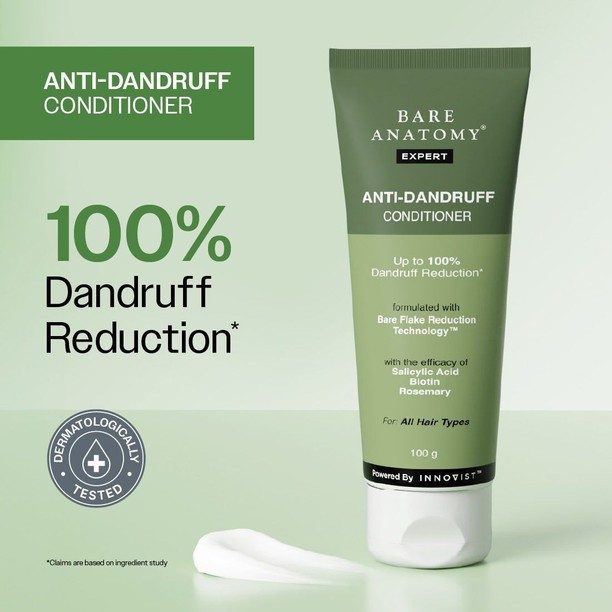 ANTI-DANDRUFF
CONDITIONER
100%
Dandruff
Reduction*
DERMATOLOGICALLY
TESTED
*Claims are based on ingredient study
BARE
ANATOMY®
EXPERT
ANTI-DANDRUFF
CONDITIONER
Up to 100%
Dandruff Reduction*
formulated with
Bare Flake Reduction
Technology™
with the efficacy of
Salicylic Acid
Biotin
Rosemary
For: All Hair Types
100 g
Powered By INNOVIST™